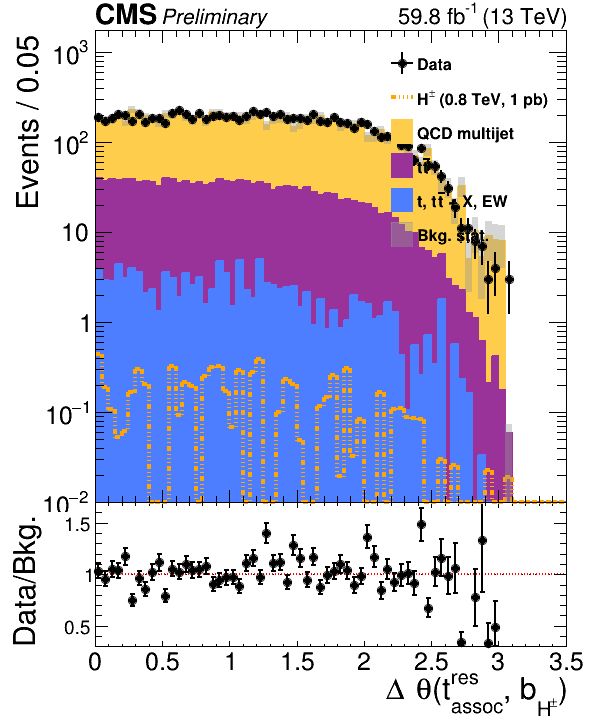 CMS Preliminary 59.8 fb⁻¹ (13 TeV)
Events / 0.05
10³
10²
10
1
10⁻¹
10⁻²
Data
H± (0.8 TeV, 1 pb)
QCD multijet
tt̄
t, tt̄ + X, EW
Bkg. stat.
Data/Bkg.
1.5
1
0.5
0 0.5 1 1.5 2 2.5 3 3.5
Δ θ(t^res_assoc, b_H±)